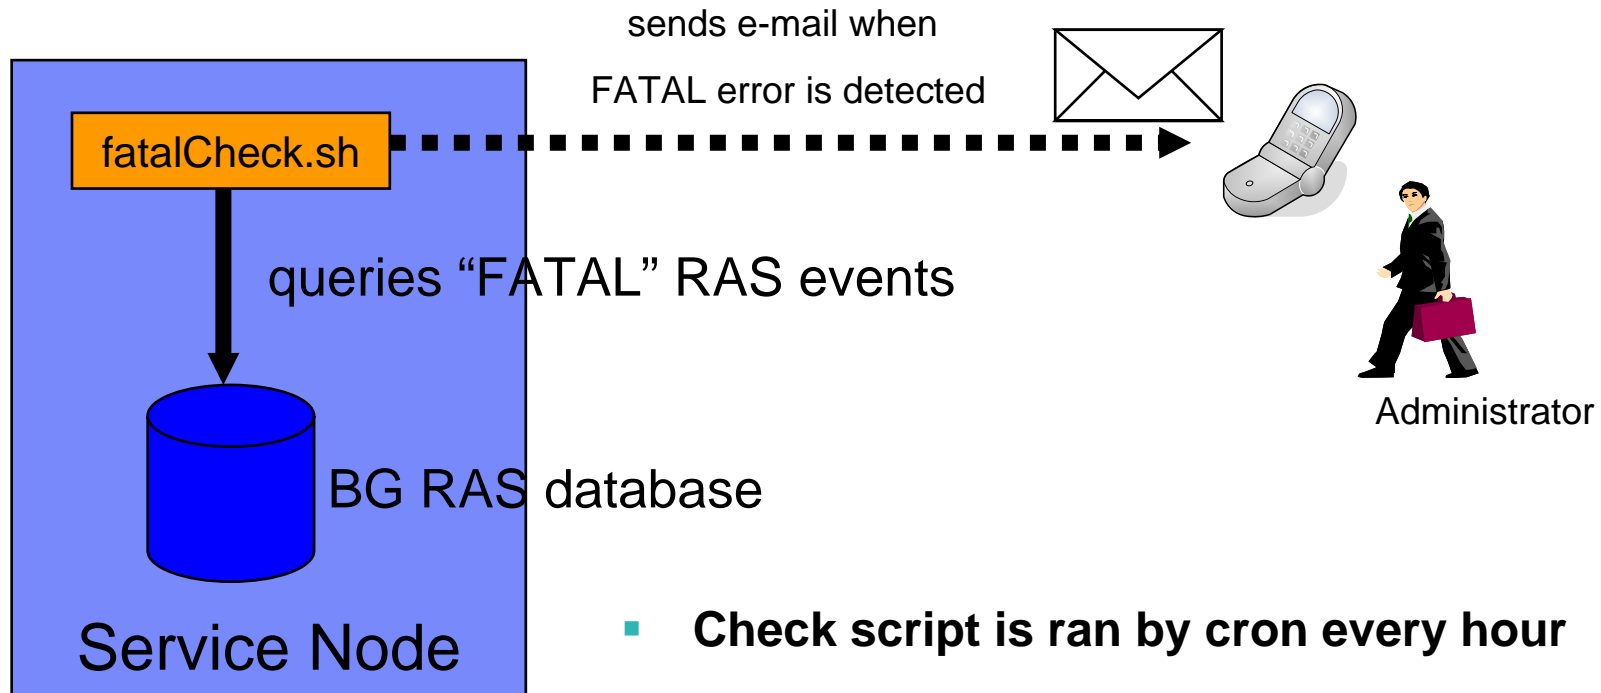 sends e-mail when
FATAL error is detected
fatalCheck.sh
queries “FATAL” RAS events
Administrator
BG RAS database
Service Node
▪ Check script is ran by cron every hour